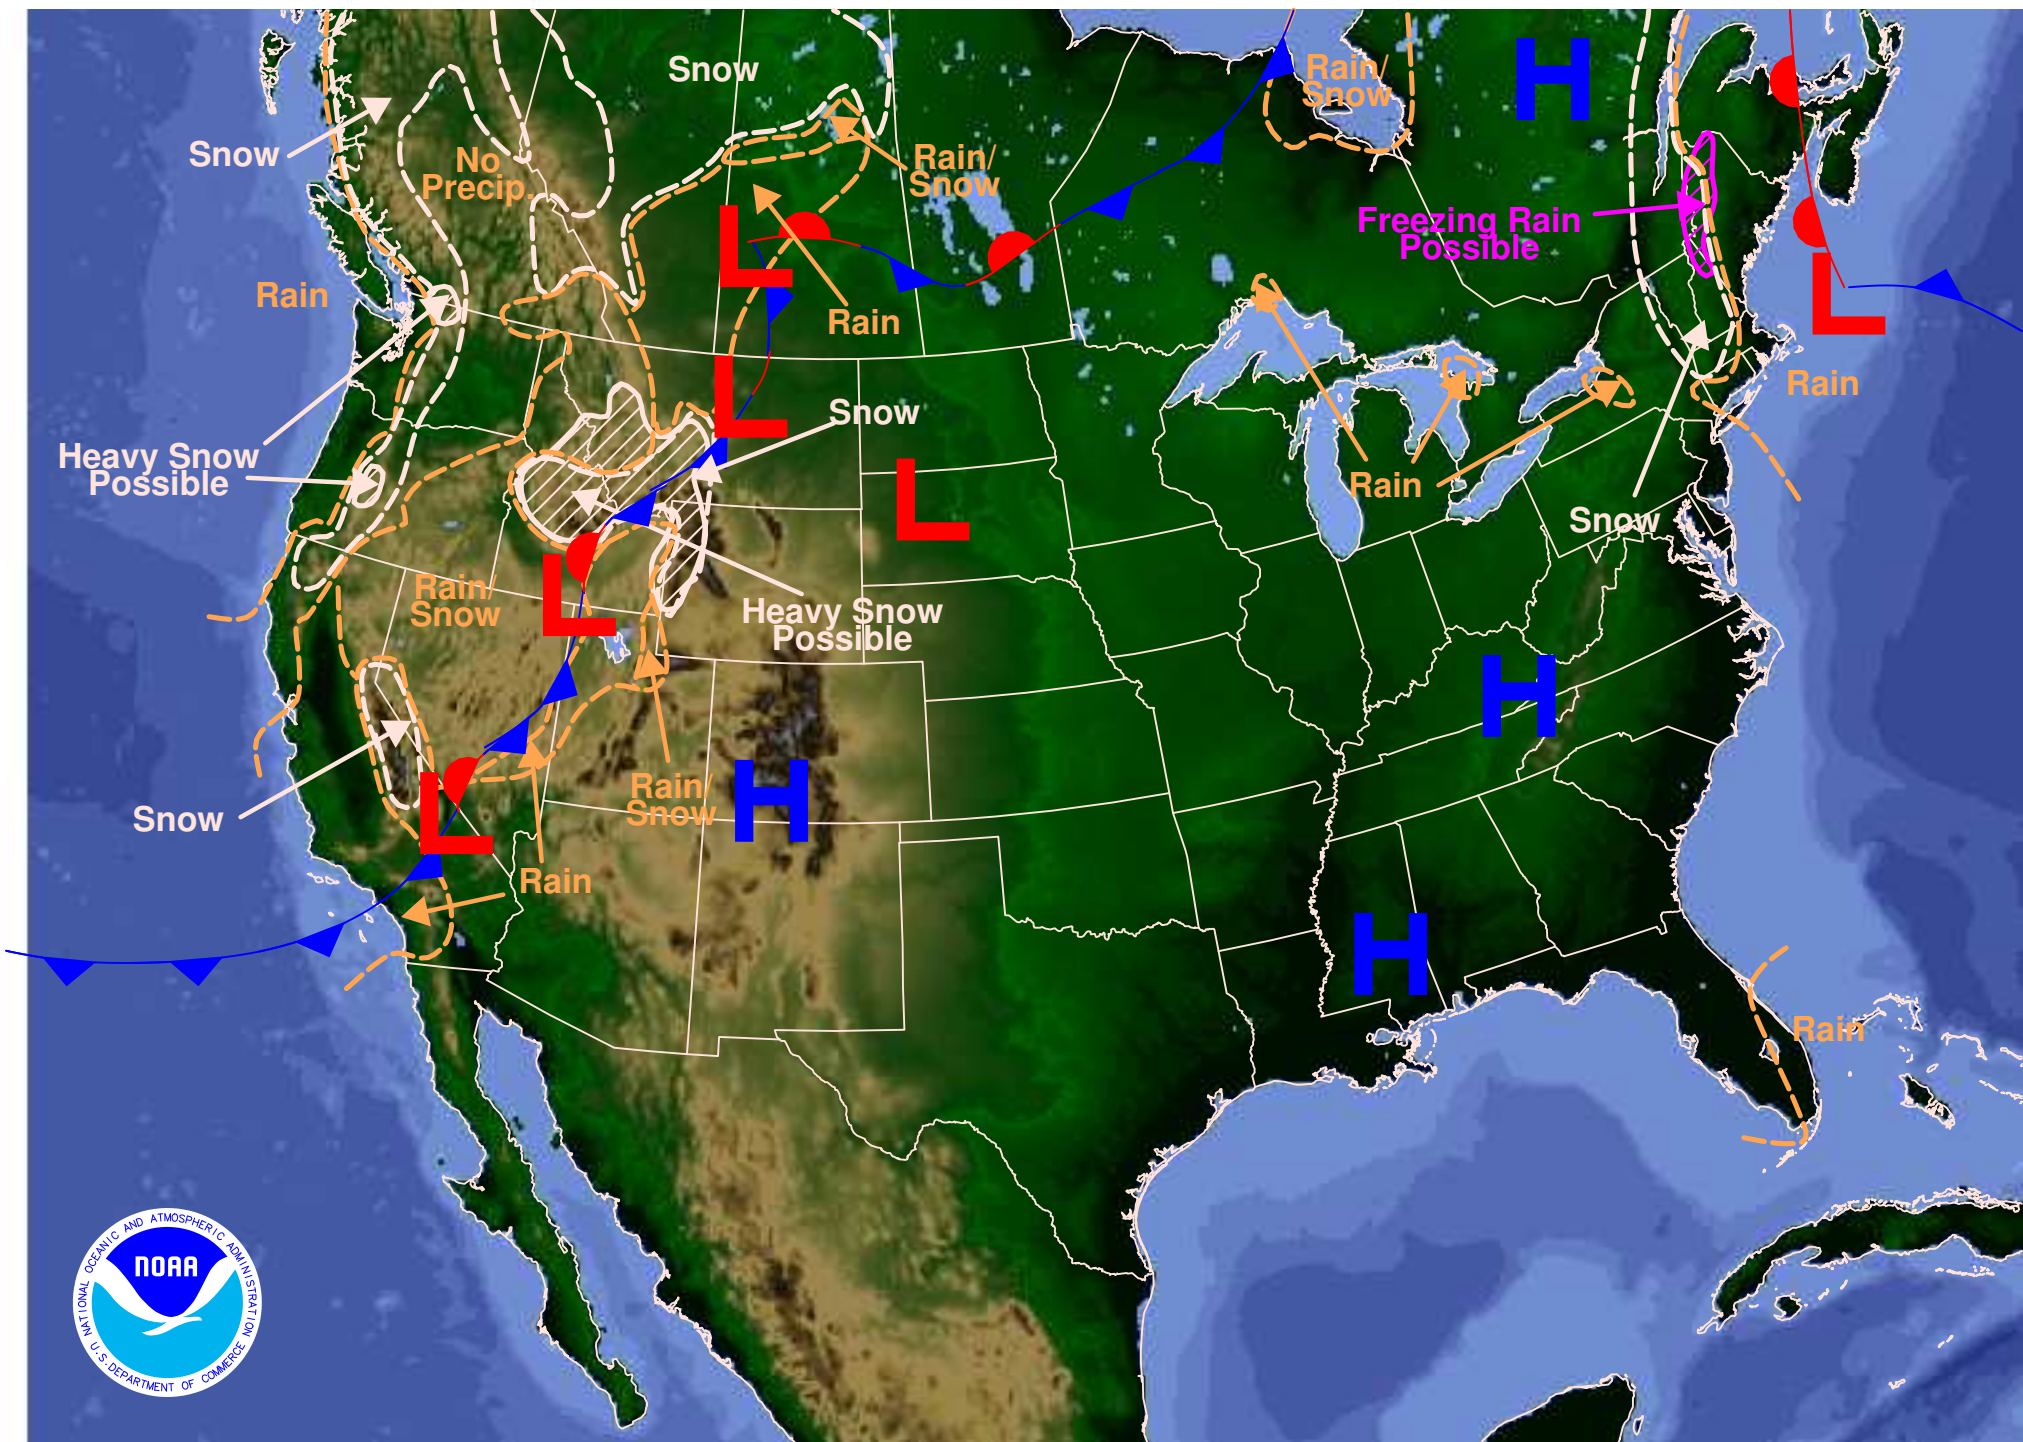 Snow
Rain/
Snow
H
Snow
No
Precip.
Rain/
Snow
Freezing Rain
Possible
L
L
Rain
Rain
L
Rain
Snow
Heavy Snow
Possible
L
Rain
Snow
L
Rain/
Snow
Heavy Snow
Possible
H
Snow
Rain/
Snow
H
L
Rain
H
Rain
NATIONAL OCEANIC AND ATMOSPHERIC ADMINISTRATION
NOAA
U.S. DEPARTMENT OF COMMERCE